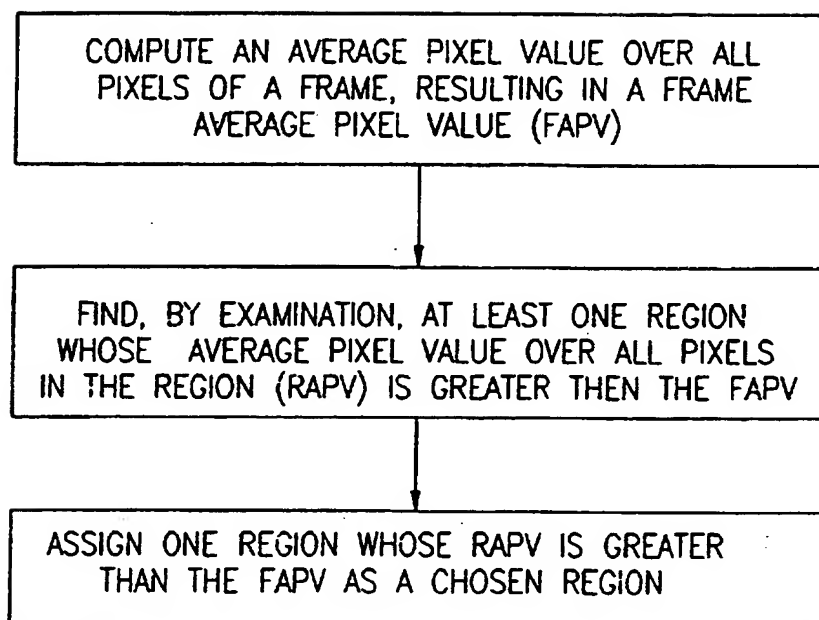 COMPUTE AN AVERAGE PIXEL VALUE OVER ALL
PIXELS OF A FRAME, RESULTING IN A FRAME
AVERAGE PIXEL VALUE (FAPV)
FIND, BY EXAMINATION, AT LEAST ONE REGION
WHOSE AVERAGE PIXEL VALUE OVER ALL PIXELS
IN THE REGION (RAPV) IS GREATER THEN THE FAPV
ASSIGN ONE REGION WHOSE RAPV IS GREATER
THAN THE FAPV AS A CHOSEN REGION